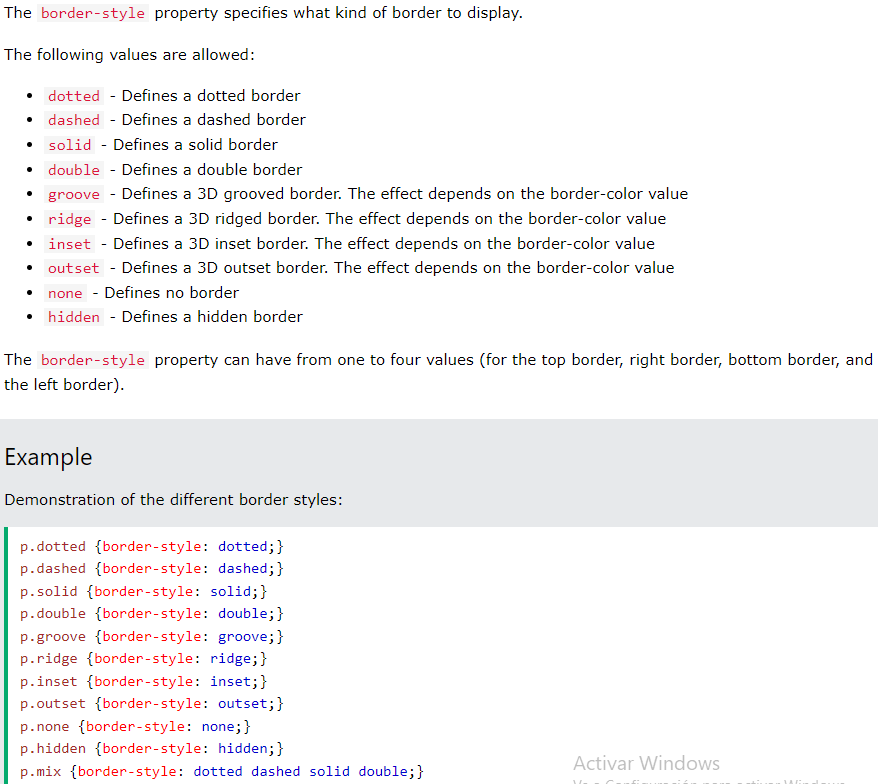 The border-style property specifies what kind of border to display.
The following values are allowed:
dotted - Defines a dotted border
dashed - Defines a dashed border
solid - Defines a solid border
double - Defines a double border
groove - Defines a 3D grooved border. The effect depends on the border-color value
ridge - Defines a 3D ridged border. The effect depends on the border-color value
inset - Defines a 3D inset border. The effect depends on the border-color value
outset - Defines a 3D outset border. The effect depends on the border-color value
none - Defines no border
hidden - Defines a hidden border
The border-style property can have from one to four values (for the top border, right border, bottom border, and
the left border).
Example
Demonstration of the different border styles:
p.dotted {border-style: dotted;}
p.dashed {border-style: dashed;}
p.solid {border-style: solid;}
p.double {border-style: double;}
p.groove {border-style: groove;}
p.ridge {border-style: ridge;}
p.inset {border-style: inset;}
p.outset {border-style: outset;}
p.none {border-style: none;}
p.hidden {border-style: hidden;}
p.mix {border-style: dotted dashed solid double;}
Activar Windows